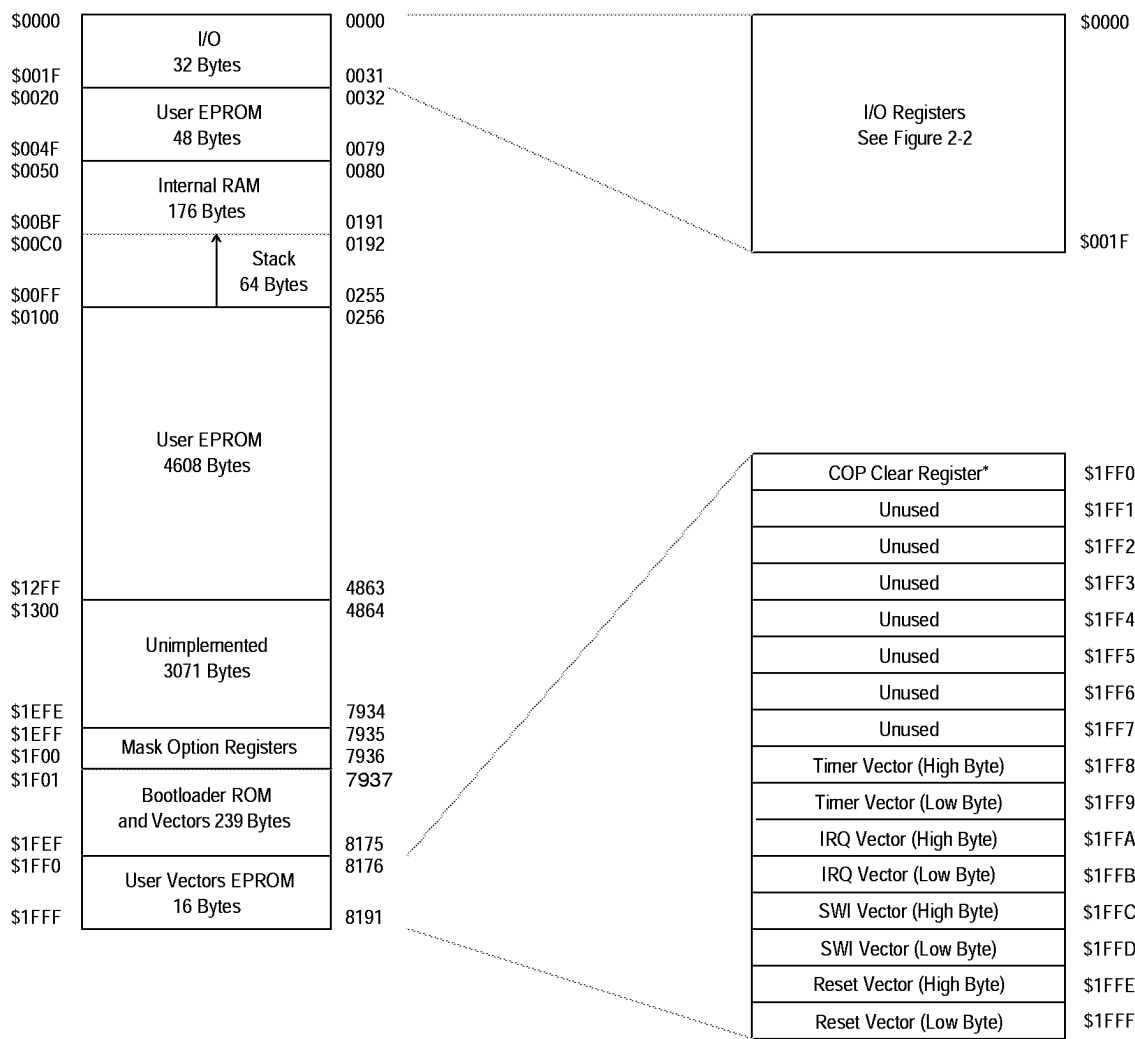 $0000 0000
I/O
32 Bytes
$001F 0031
$0020 0032
User EPROM
48 Bytes
$004F 0079
$0050 0080
Internal RAM
176 Bytes
$00BF 0191
$00C0 0192
Stack
64 Bytes
$00FF 0255
$0100 0256
User EPROM
4608 Bytes
$12FF 4863
$1300 4864
Unimplemented
3071 Bytes
$1EFE 7934
$1EFF 7935
Mask Option Registers
$1F00 7936
$1F01 7937
Bootloader ROM
and Vectors 239 Bytes
$1FEF 8175
$1FF0 8176
User Vectors EPROM
16 Bytes
$1FFF 8191
$0000
I/O Registers
See Figure 2-2
$001F
COP Clear Register* $1FF0
Unused $1FF1
Unused $1FF2
Unused $1FF3
Unused $1FF4
Unused $1FF5
Unused $1FF6
Unused $1FF7
Timer Vector (High Byte) $1FF8
Timer Vector (Low Byte) $1FF9
IRQ Vector (High Byte) $1FFA
IRQ Vector (Low Byte) $1FFB
SWI Vector (High Byte) $1FFC
SWI Vector (Low Byte) $1FFD
Reset Vector (High Byte) $1FFE
Reset Vector (Low Byte) $1FFF